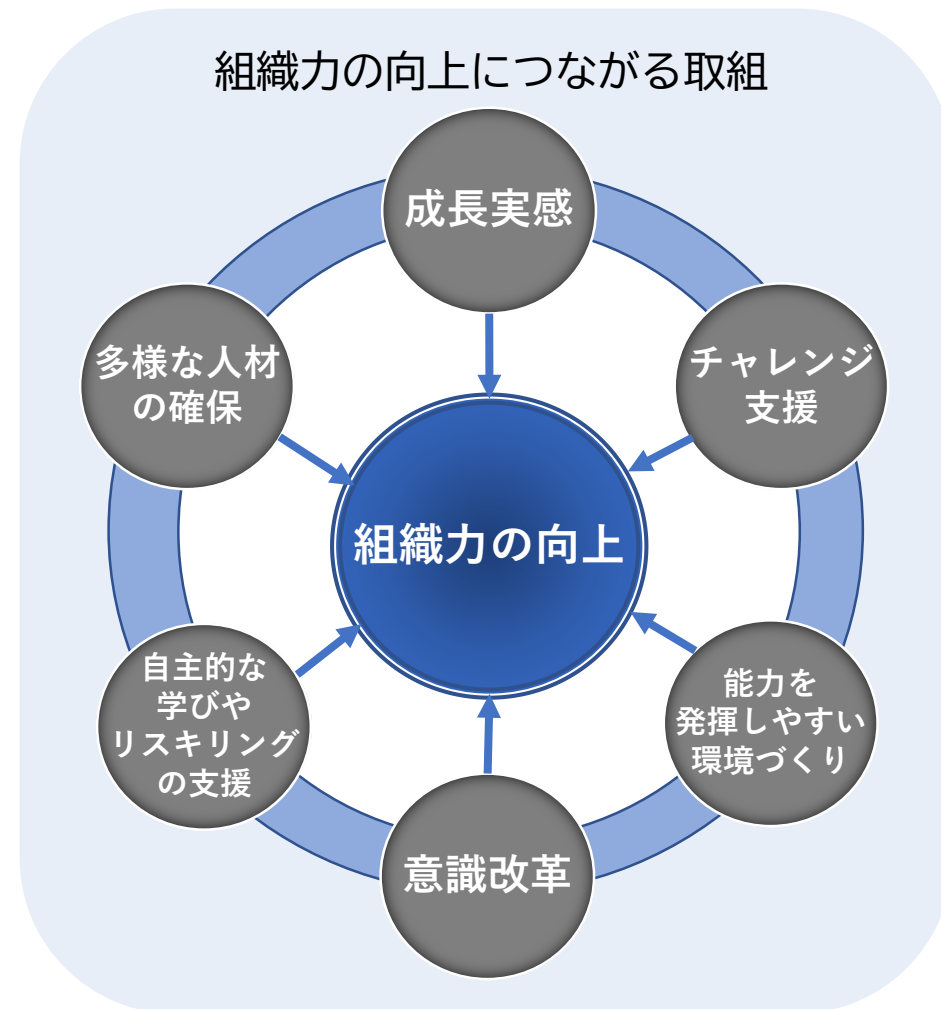 組織力の向上につながる取組
成長実感
多様な人材
の確保
チャレンジ
支援
組織力の向上
自主的な
学びや
リスキリング
の支援
能力を
発揮しやすい
環境づくり
意識改革